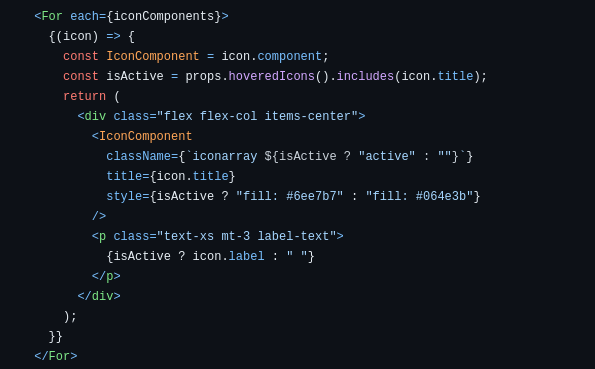 <For each={iconComponents}>
{(icon) => {
const IconComponent = icon.component;
const isActive = props.hoveredIcons().includes(icon.title);
return (
<div class="flex flex-col items-center">
<IconComponent
className={`iconarray ${isActive ? "active" : ""}`}
title={icon.title}
style={isActive ? "fill: #6ee7b7" : "fill: #064e3b"}
/>
<p class="text-xs mt-3 label-text">
{isActive ? icon.label : " "}
</p>
</div>
);
}}
</For>